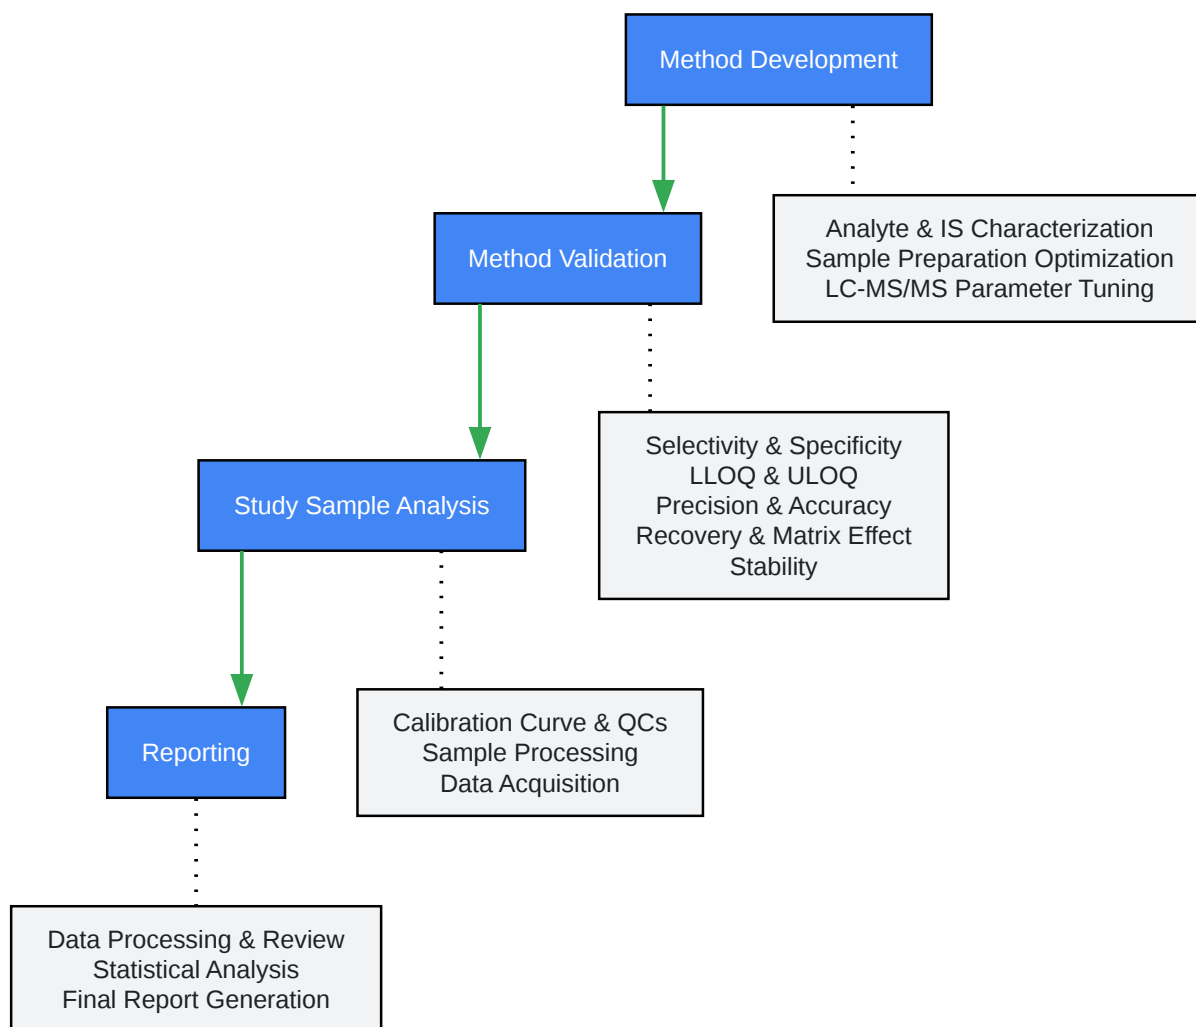 Method Development
Analyte & IS Characterization
Sample Preparation Optimization
LC-MS/MS Parameter Tuning
Method Validation
Selectivity & Specificity
LLOQ & ULOQ
Precision & Accuracy
Recovery & Matrix Effect
Stability
Study Sample Analysis
Calibration Curve & QCs
Sample Processing
Data Acquisition
Reporting
Data Processing & Review
Statistical Analysis
Final Report Generation